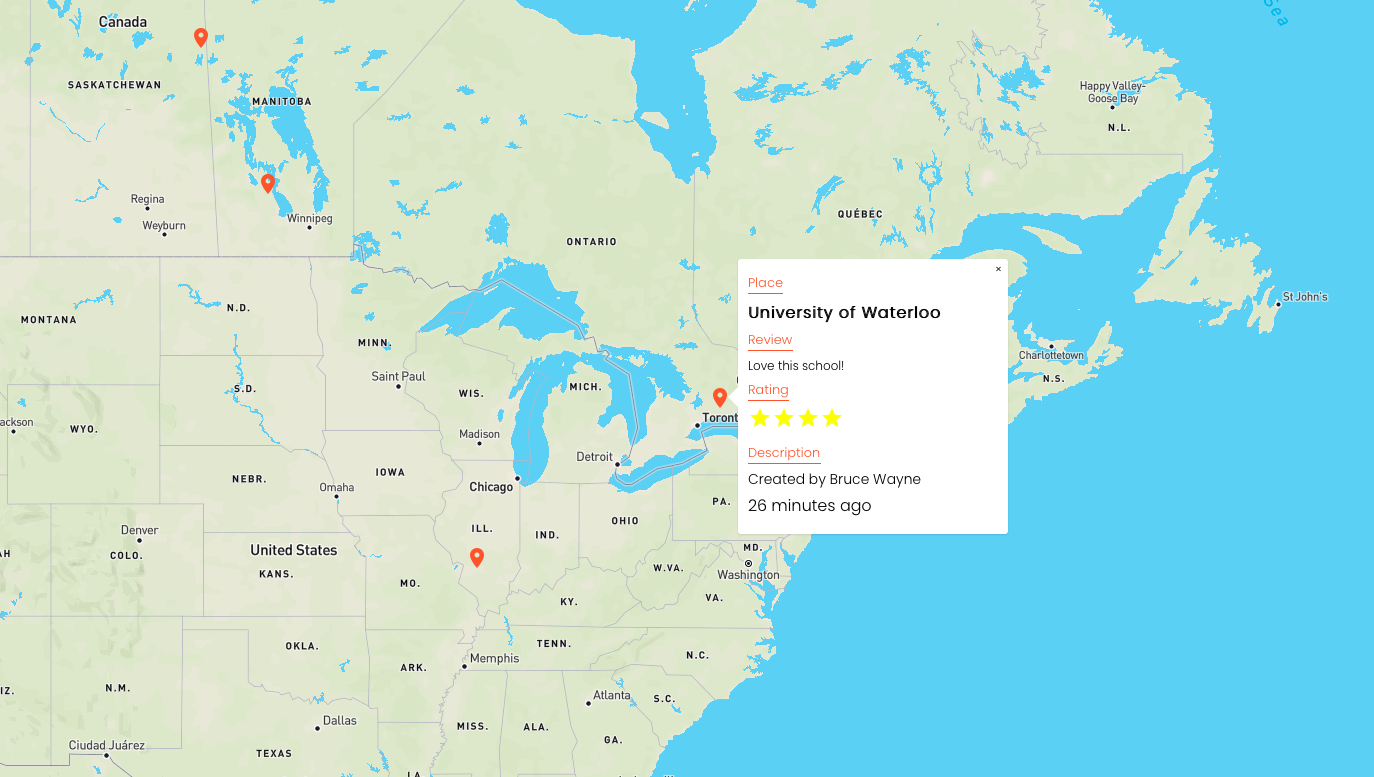 Sea
Canada
SASKATCHEWAN
MANITOBA
Happy Valley-
Goose Bay
N.L.
Regina
Weyburn
Winnipeg
QUÉBEC
ONTARIO
St John's
MONTANA
N.D.
MINN.
Saint Paul
S.D.
WIS.
MICH.
Charlottetown
N.S.
ackson
WYO.
Madison
Toront
Detroit
IOWA
NEBR.
Omaha
Chicago
PA.
OHIO
ILL.
IND.
Denver
COLO.
AH
United States
KANS.
MO.
MD.
Washington
W.VA.
VA.
KY.
OKLA.
TENN.
N.C.
ARK.
Memphis
IZ.
N.M.
Atlanta
S.C.
Dallas
MISS.
ALA.
GA.
Ciudad Juárez
TEXAS
LA.
×
Place
University of Waterloo
Review
Love this school!
Rating
Description
Created by Bruce Wayne
26 minutes ago